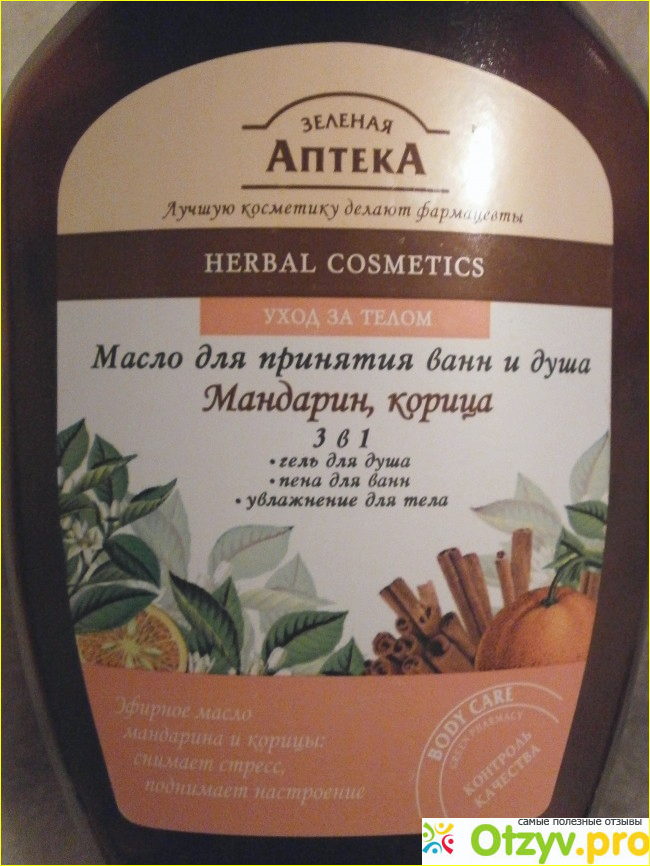 ЗЕЛЕНАЯ
АПТЕКА
Лучшую косметику делают фармацевты
HERBAL COSMETICS
УХОД ЗА ТЕЛОМ
Масло для принятия ванн и душа
Мандарин, корица
3 в 1
•гель для душа
•пена для ванн
•увлажнение для тела
Эфирное масло
мандарина и корицы:
снимает стресс,
поднимает настроение
BODY CARE
GREEN PHARMACY
КОНТРОЛЬ
КАЧЕСТВА
самые полезные отзывы
Otzyv.pro